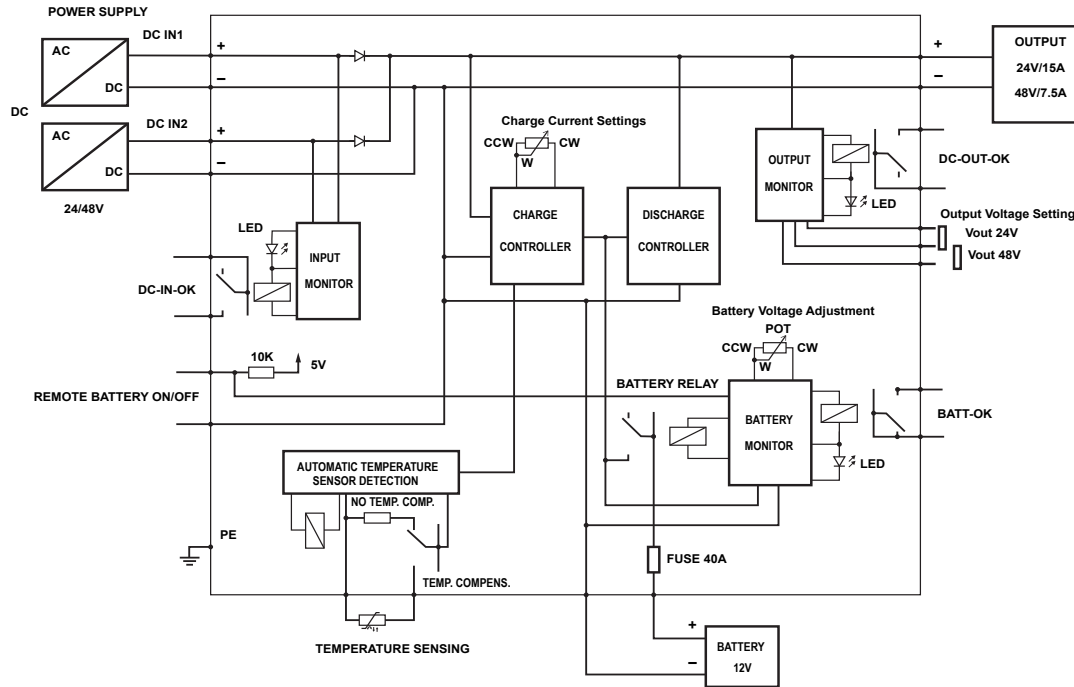 POWER SUPPLY
DC IN1
+
+
OUTPUT
AC
24V/15A
–
–
DC
48V/7.5A
DC
DC IN2
Charge Current Settings
AC
+
CCW
CW
W
OUTPUT
MONITOR
DC-OUT-OK
DC
–
24/48V
LED
CHARGE
CONTROLLER
DISCHARGE
CONTROLLER
LED
Output Voltage Setting
Vout 24V
Vout 48V
INPUT
MONITOR
DC-IN-OK
Battery Voltage Adjustment
POT
CCW
CW
W
10K
5V
BATTERY RELAY
REMOTE BATTERY ON/OFF
BATTERY
MONITOR
BATT-OK
LED
AUTOMATIC TEMPERATURE
SENSOR DETECTION
NO TEMP. COMP.
PE
FUSE 40A
TEMP. COMPENS.
TEMPERATURE SENSING
+
BATTERY
–
12V